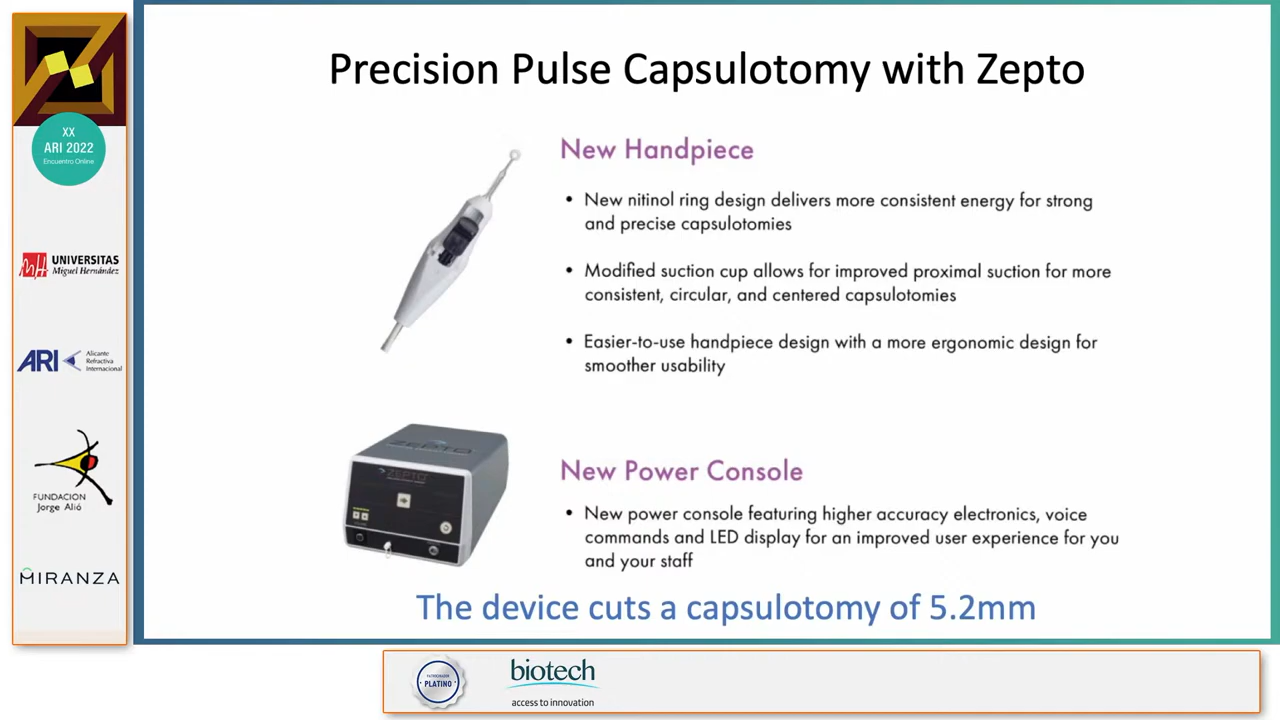 Precision Pulse Capsulotomy with Zepto
XX
ARI 2022
Encuentro Online
New Handpiece
• New nitinol ring design delivers more consistent energy for strong
and precise capsulotomies
• Modified suction cup allows for improved proximal suction for more
consistent, circular, and centered capsulotomies
• Easier-to-use handpiece design with a more ergonomic design for
smoother usability
UNIVERSITAS
Miguel Hernández
ARI
Alicante
Refractiva
Internacional
FUNDACION
Jorge Alió
MIRANZA
ZEPTO
ZEPTO
New Power Console
• New power console featuring higher accuracy electronics, voice
commands and LED display for an improved user experience for you
and your staff
The device cuts a capsulotomy of 5.2mm
PATROCINADOR
PLATINO
biotech
access to innovation